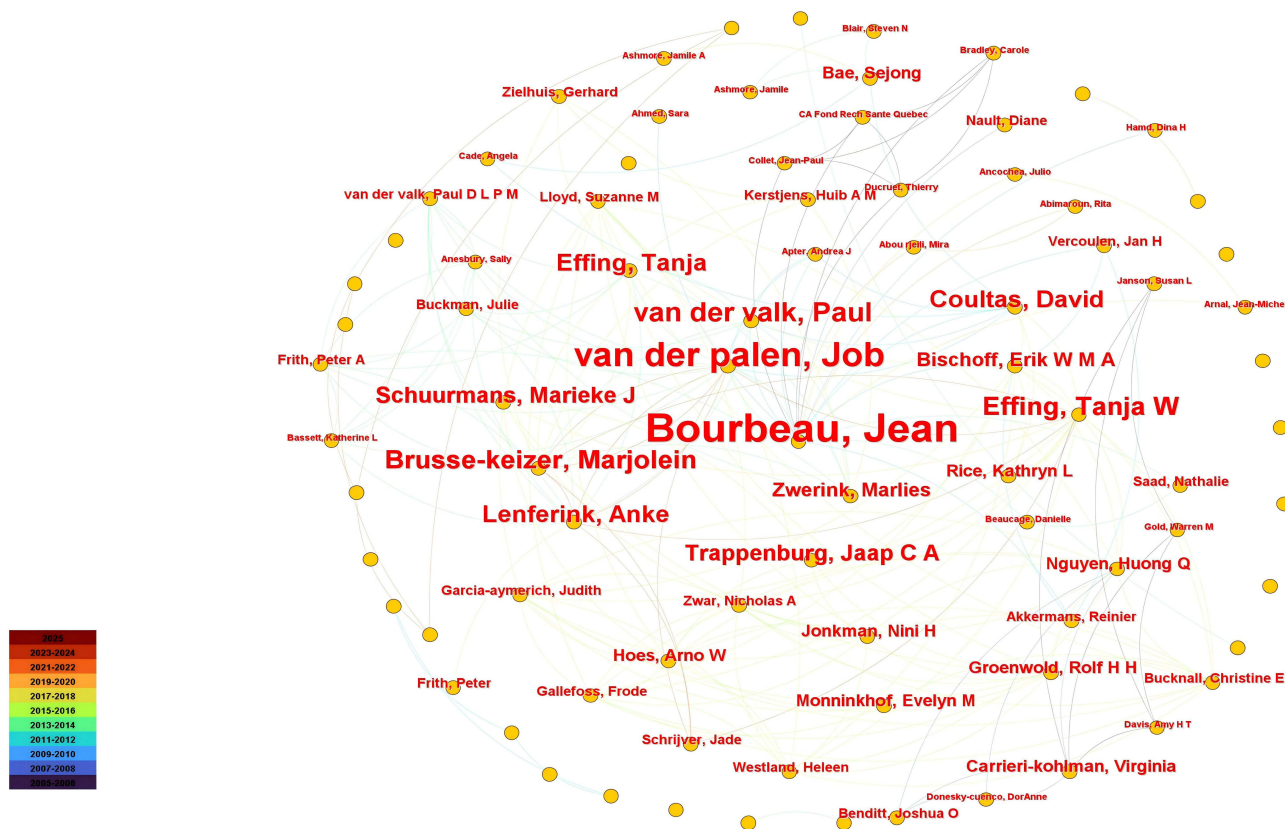 Blair, Steven N
Bradley, Carole
Ashmore, Jamile A
Bae, Sejong
Zielhuis, Gerhard
Ashmore, Jamile
Ahmed, Sara
CA Fond Rech Sante Quebec
Nault, Diane
Hamd, Dina H
Cade, Angela
Collet, Jean-Paul
Ancochea, Julio
Ducruet, Thierry
van der valk, Paul D L P M
Lloyd, Suzanne M
Kerstjens, Huib A M
Abimaroun, Rita
Vercoulen, Jan H
Abou rjeili, Mira
Apter, Andrea J
Anesbury, Sally
Effing, Tanja
Janson, Susan L
Buckman, Julie
Coultas, David
Arnal, Jean-Miche
van der valk, Paul
van der palen, Job
Frith, Peter A
Bischoff, Erik W M A
Schuurmans, Marieke J
Effing, Tanja W
Bourbeau, Jean
Bassett, Katherine L
Brusse-keizer, Marjolein
Rice, Kathryn L
Saad, Nathalie
Zwerink, Marlies
Lenferink, Anke
Beaucage, Danielle
Gold, Warren M
Trappenburg, Jaap C A
Nguyen, Huong Q
Garcia-aymerich, Judith
Zwar, Nicholas A
Akkermans, Reinier
Jonkman, Nini H
Hoes, Arno W
Groenwold, Rolf H H
Bucknall, Christine E
Frith, Peter
Gallefoss, Frode
Monninkhof, Evelyn M
Davis, Amy H T
Schrijver, Jade
Westland, Heleen
Carrieri-kohlman, Virginia
Donesky-cuenco, DorAnne
Benditt, Joshua O
2025
2023-2024
2021-2022
2019-2020
2017-2018
2015-2016
2013-2014
2011-2012
2009-2010
2007-2008
2005-2006